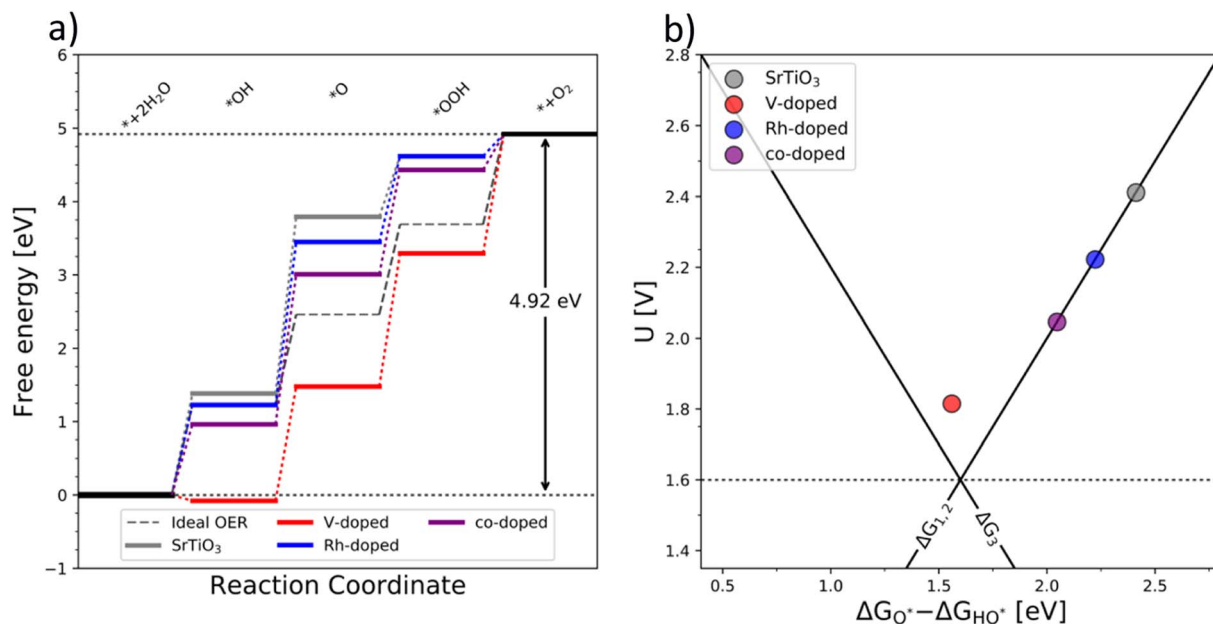 a)
Free energy [eV]
6
5
4
3
2
1
0
−1
*+2H₂O
*OH
*O
*OOH
*+O₂
4.92 eV
Ideal OER
SrTiO₃
V-doped
Rh-doped
co-doped
Reaction Coordinate
b)
U [V]
2.8
2.6
2.4
2.2
2.0
1.8
1.6
1.4
SrTiO₃
V-doped
Rh-doped
co-doped
ΔG₁,₂
ΔG₃
0.5
1.0
1.5
2.0
2.5
ΔG_O* − ΔG_HO* [eV]